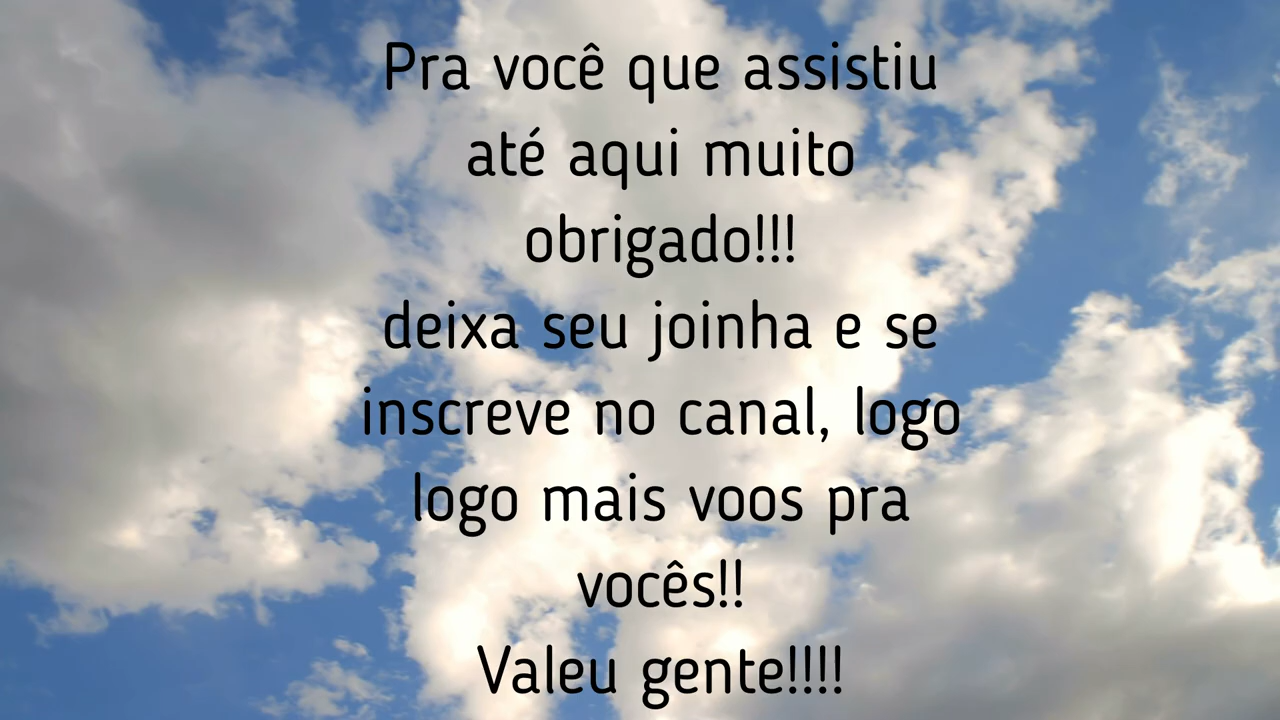 Pra você que assistiu
até aqui muito
obrigado!!!
deixa seu joinha e se
inscreve no canal, logo
logo mais voos pra
vocês!!
Valeu gente!!!!